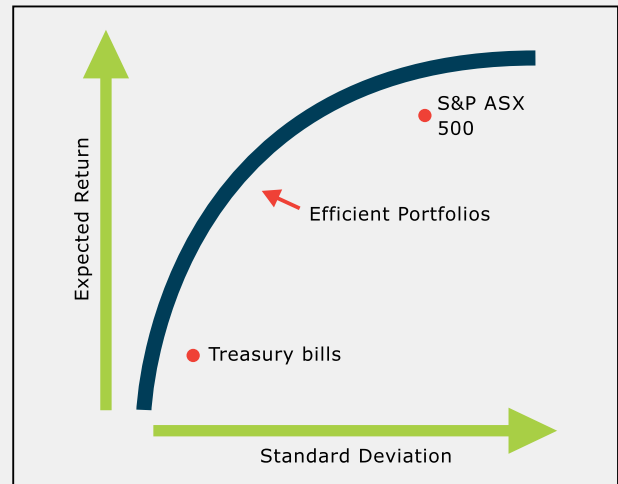 Expected Return
S&P ASX
500
Efficient Portfolios
Treasury bills
Standard Deviation